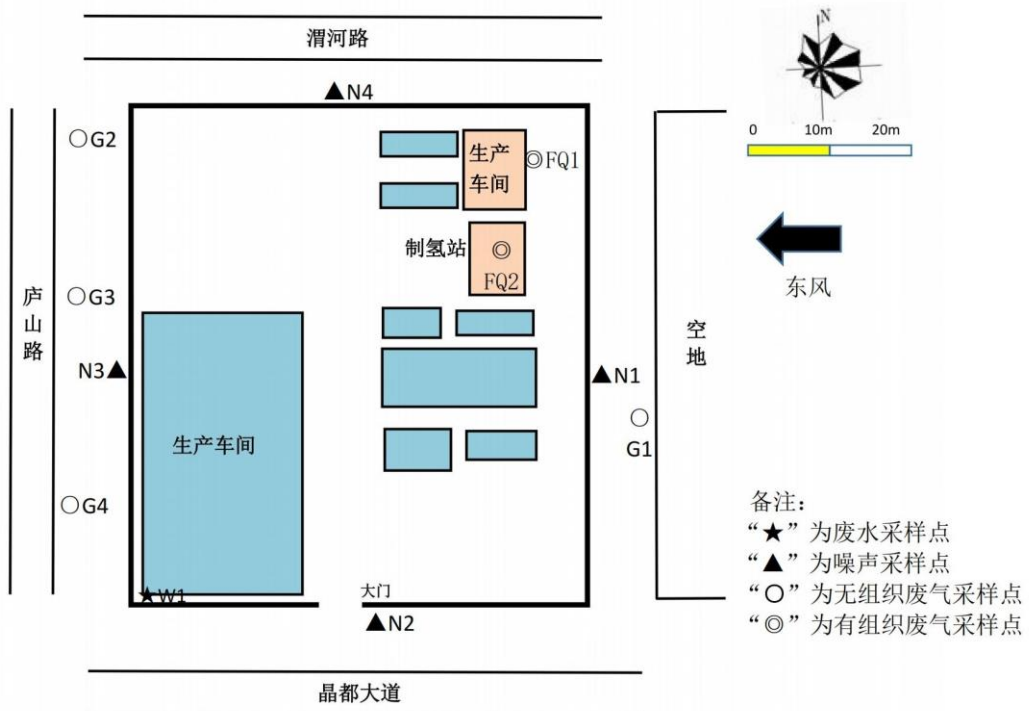 渭河路
N
▲N4
0 10m 20m
○G2
生产
车间
◎FQ1
制氢站
◎
FQ2
东风
庐山路
○G3
空地
N3▲
▲N1
○
G1
生产车间
○G4
备注：
“★”为废水采样点
“▲”为噪声采样点
“○”为无组织废气采样点
“◎”为有组织废气采样点
★W1
大门
▲N2
晶都大道